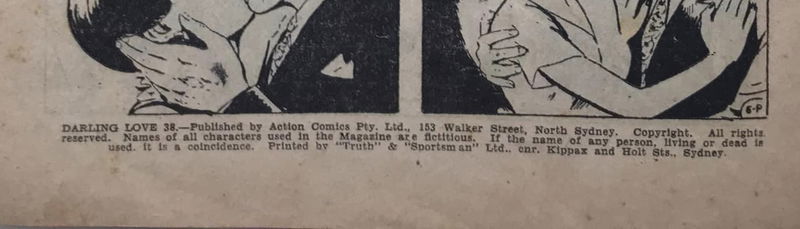 6-P
DARLING LOVE 38.—Published by Action Comics Pty. Ltd., 153 Walker Street, North Sydney. Copyright. All rights
reserved. Names of all characters used in the Magazine are fictitious. If the name of any person, living or dead is
used, it is a coincidence. Printed by "Truth" & "Sportsman" Ltd., cnr. Kippax and Holt Sts., Sydney.